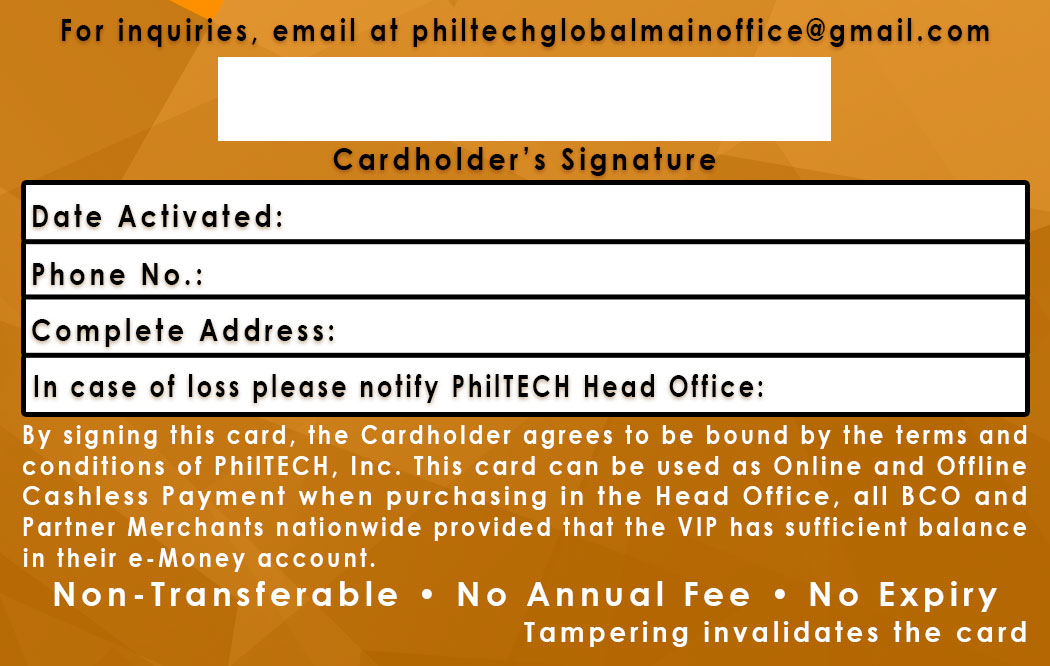 For inquiries, email at philtechglobalmainoffice@gmail.com
Cardholder’s Signature
Date Activated:
Phone No.:
Complete Address:
In case of loss please notify PhilTECH Head Office:
By signing this card, the Cardholder agrees to be bound by the terms and
conditions of PhilTECH, Inc. This card can be used as Online and Offline
Cashless Payment when purchasing in the Head Office, all BCO and
Partner Merchants nationwide provided that the VIP has sufficient balance
in their e-Money account.
Non-Transferable • No Annual Fee • No Expiry
Tampering invalidates the card